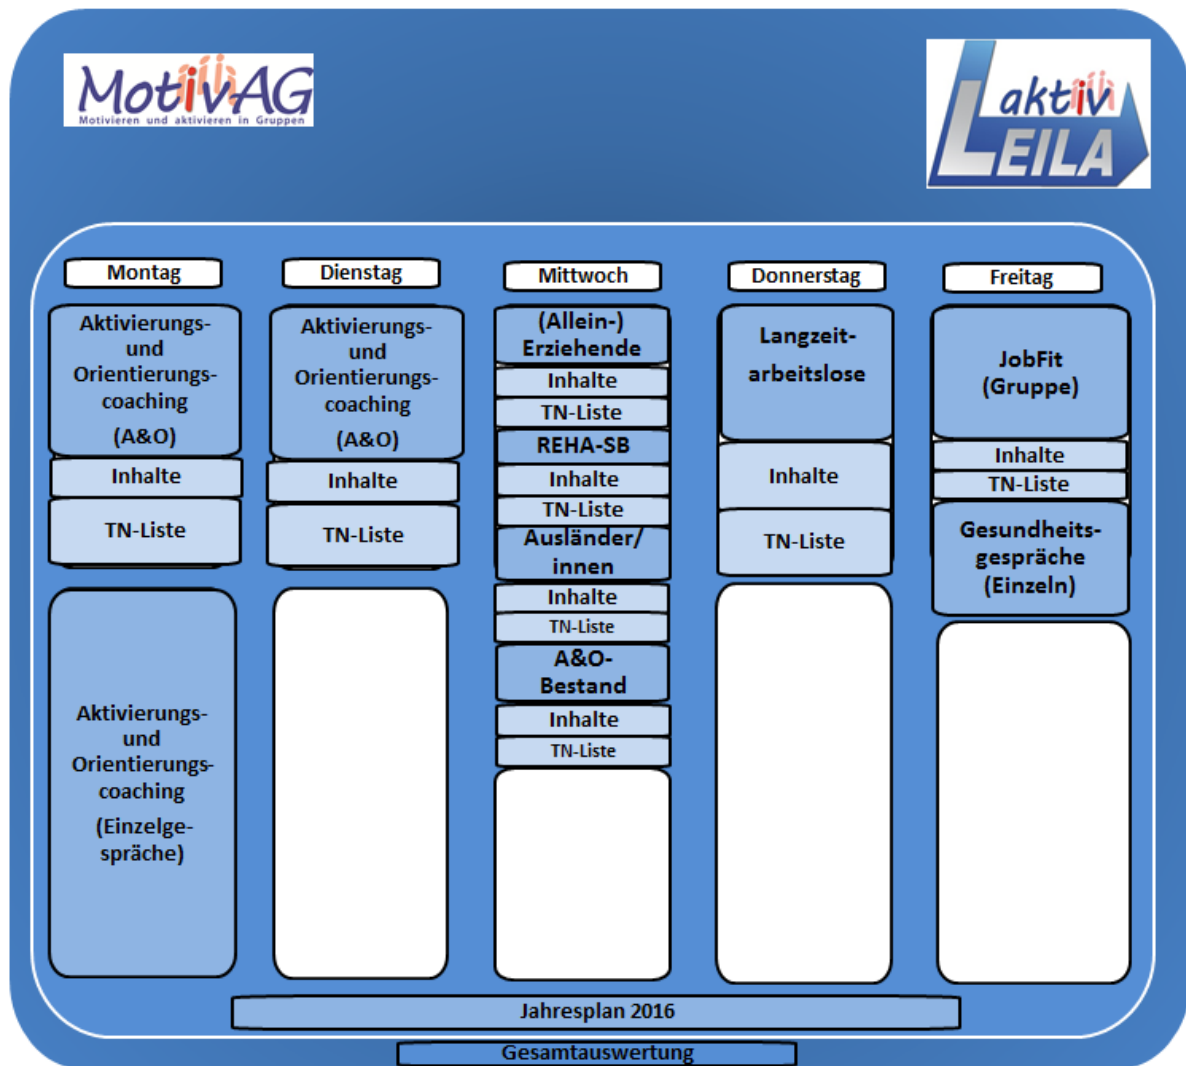 MotivAG
Motivieren und aktivieren in Gruppen
aktiv
LEILA
Montag
Aktivierungs-
und
Orientierungs-
coaching
(A&O)
Inhalte
TN-Liste
Aktivierungs-
und
Orientierungs-
coaching
(Einzelge-
spräche)
Dienstag
Aktivierungs-
und
Orientierungs-
coaching
(A&O)
Inhalte
TN-Liste
Mittwoch
(Allein-)
Erziehende
Inhalte
TN-Liste
REHA-SB
Inhalte
TN-Liste
Ausländer/
innen
Inhalte
TN-Liste
A&O-
Bestand
Inhalte
TN-Liste
Donnerstag
Langzeit-
arbeitslose
Inhalte
TN-Liste
Freitag
JobFit
(Gruppe)
Inhalte
TN-Liste
Gesundheits-
gespräche
(Einzeln)
Jahresplan 2016
Gesamtauswertung